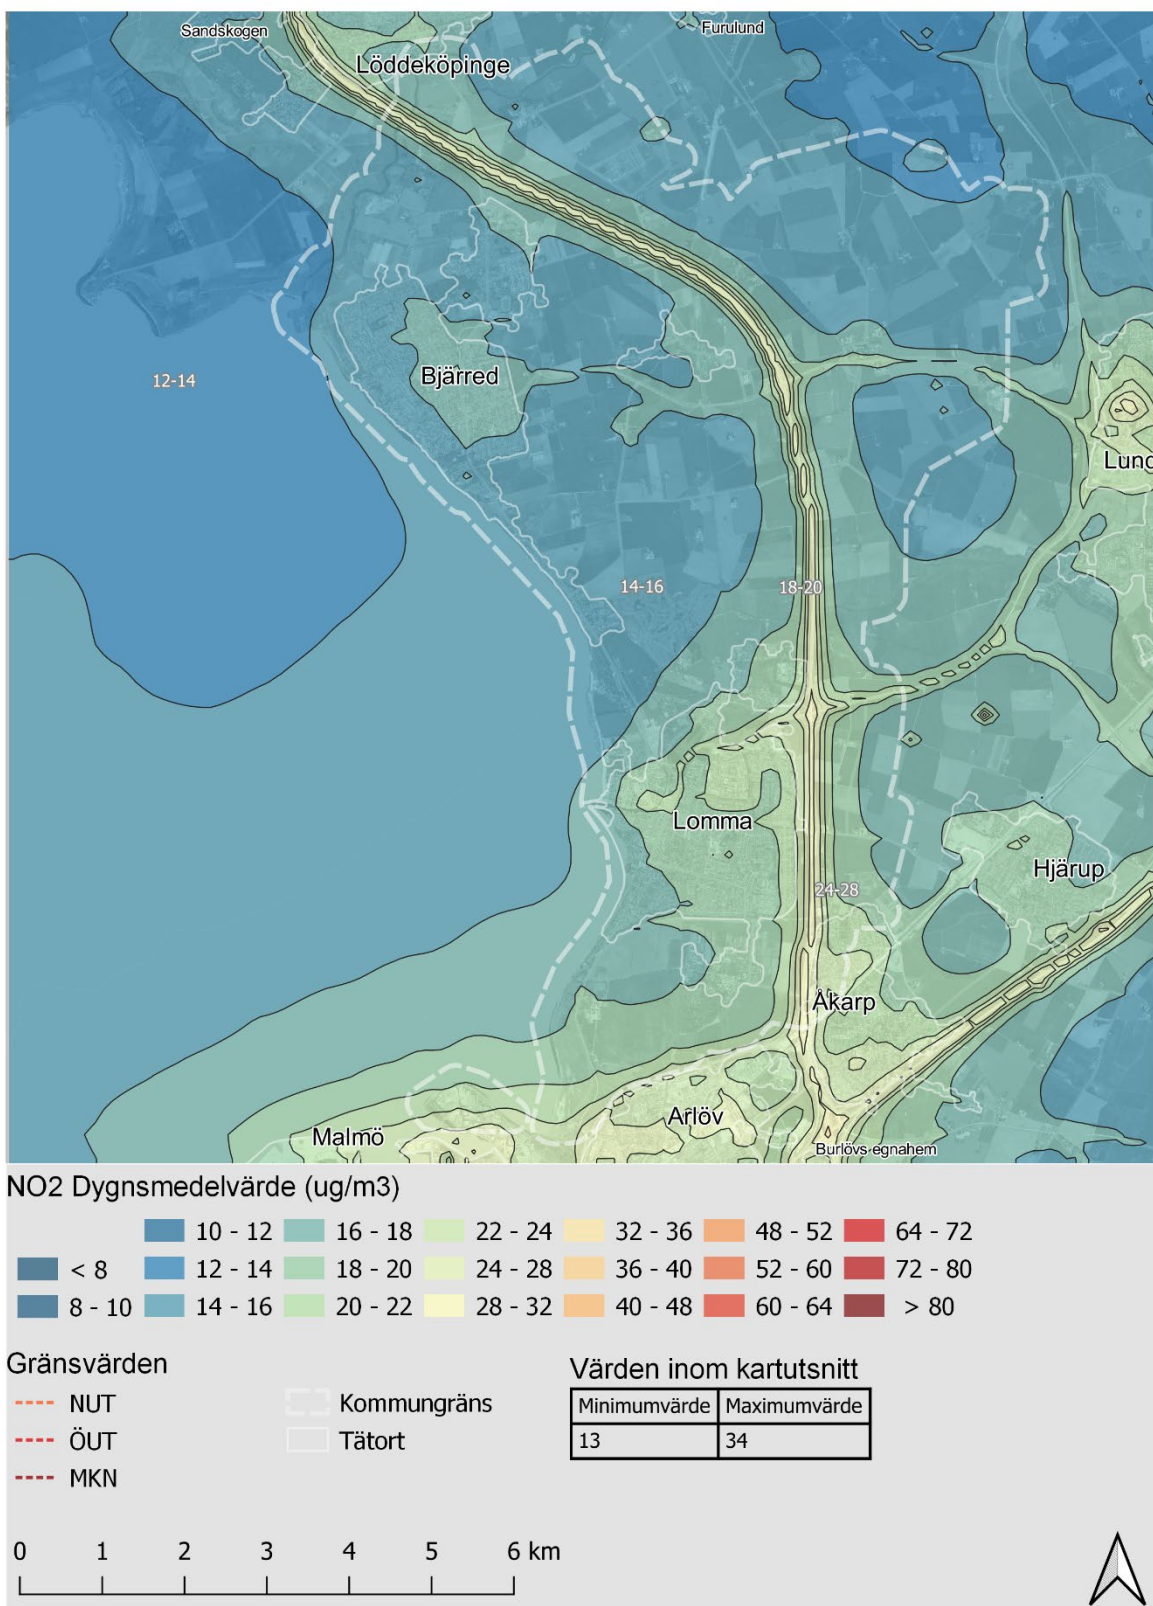 Sandskogen
Furulund
Löddeköpinge
12-14
Bjärred
Lund
14-16
18-20
Lomma
Hjärup
24-28
Åkarp
Arlöv
Malmö
Burlövs egnahem
NO2 Dygnsmedelvärde (ug/m3)
10 - 12 16 - 18 22 - 24 32 - 36 48 - 52 64 - 72
< 8 12 - 14 18 - 20 24 - 28 36 - 40 52 - 60 72 - 80
8 - 10 14 - 16 20 - 22 28 - 32 40 - 48 60 - 64 > 80
Gränsvärden
NUT
ÖUT
MKN
Kommungräns
Tätort
Värden inom kartutsnitt
Minimumvärde Maximumvärde
13 34
0 1 2 3 4 5 6 km